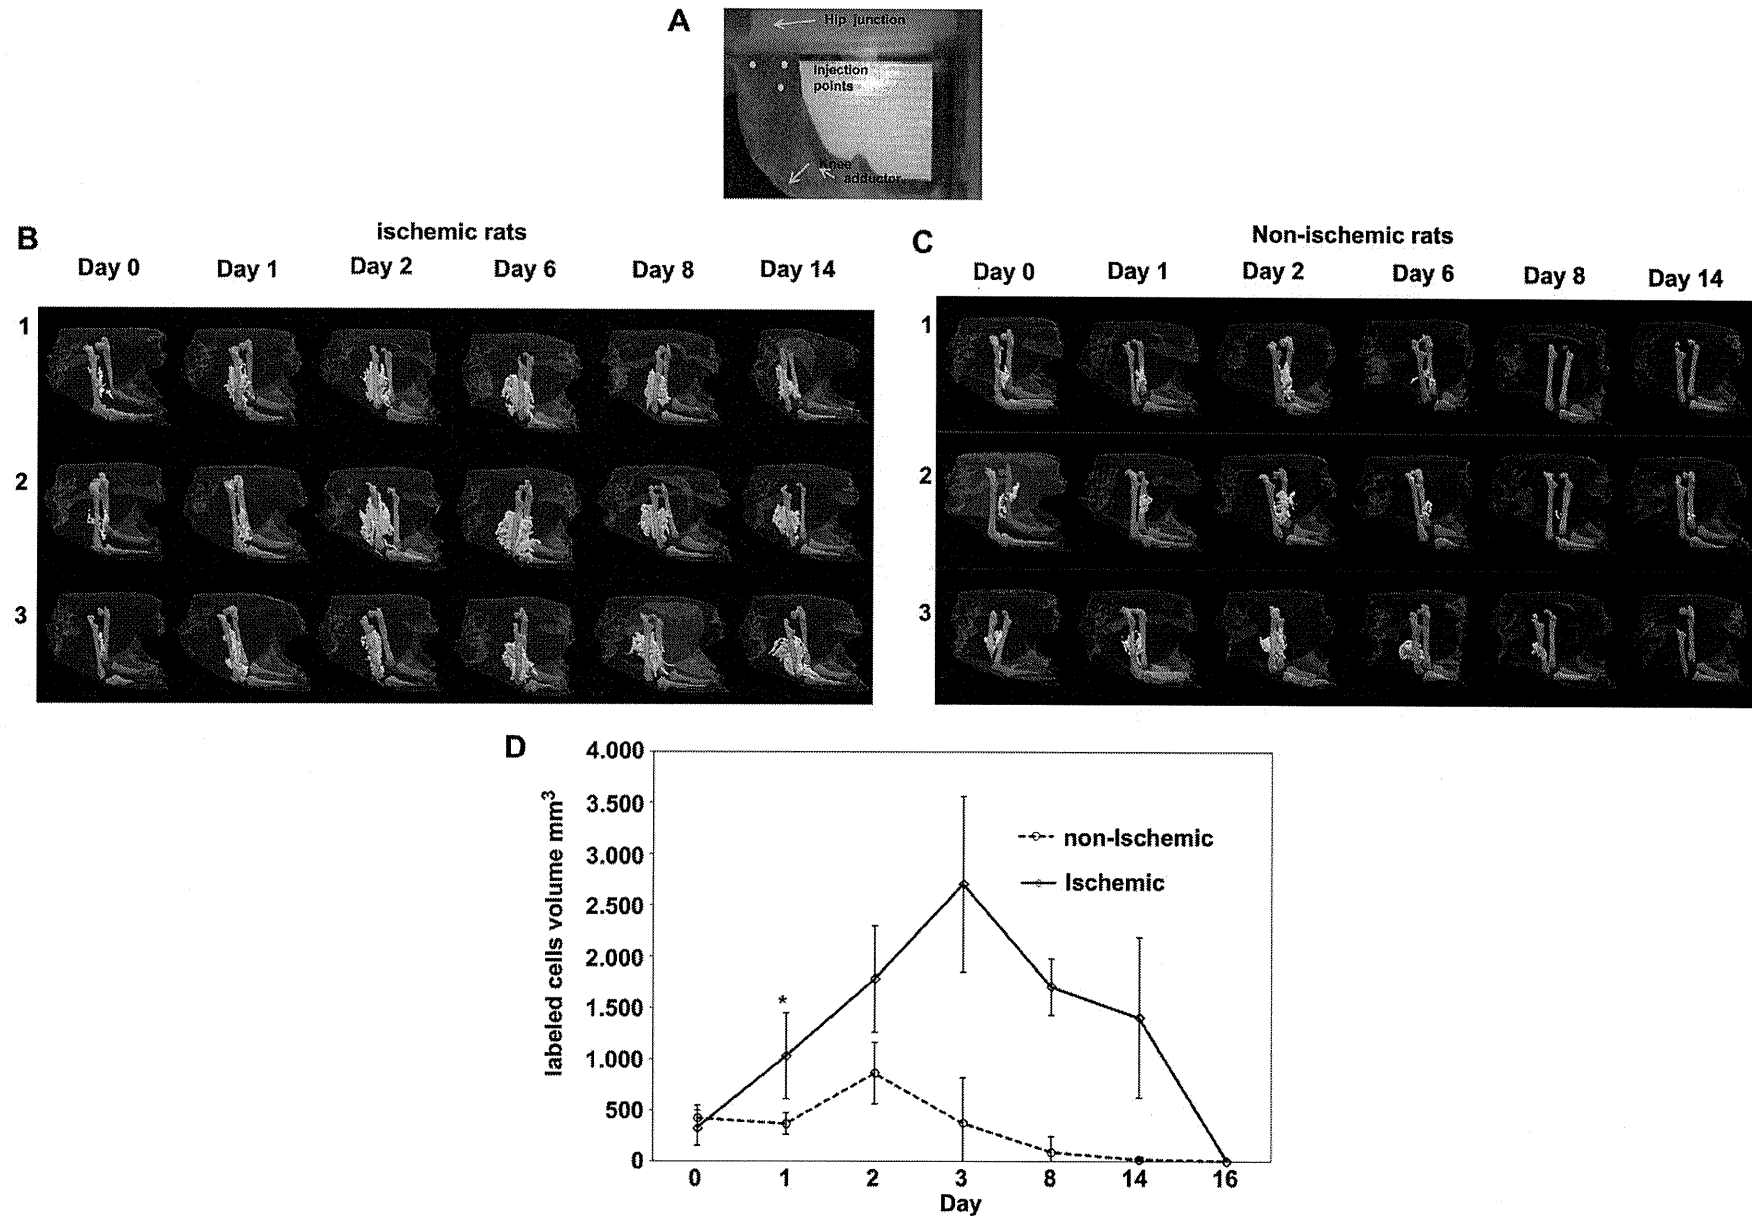 A
Hip junction
Injection
points
Knee
adductor
B
ischemic rats
Day 0 Day 1 Day 2 Day 6 Day 8 Day 14
1
2
3
C
Non-ischemic rats
Day 0 Day 1 Day 2 Day 6 Day 8 Day 14
1
2
3
D
4.000
3.500
3.000
2.500
2.000
1.500
1.000
500
0
labeled cells volume mm³
*
non-Ischemic
Ischemic
0 1 2 3 8 14 16
Day